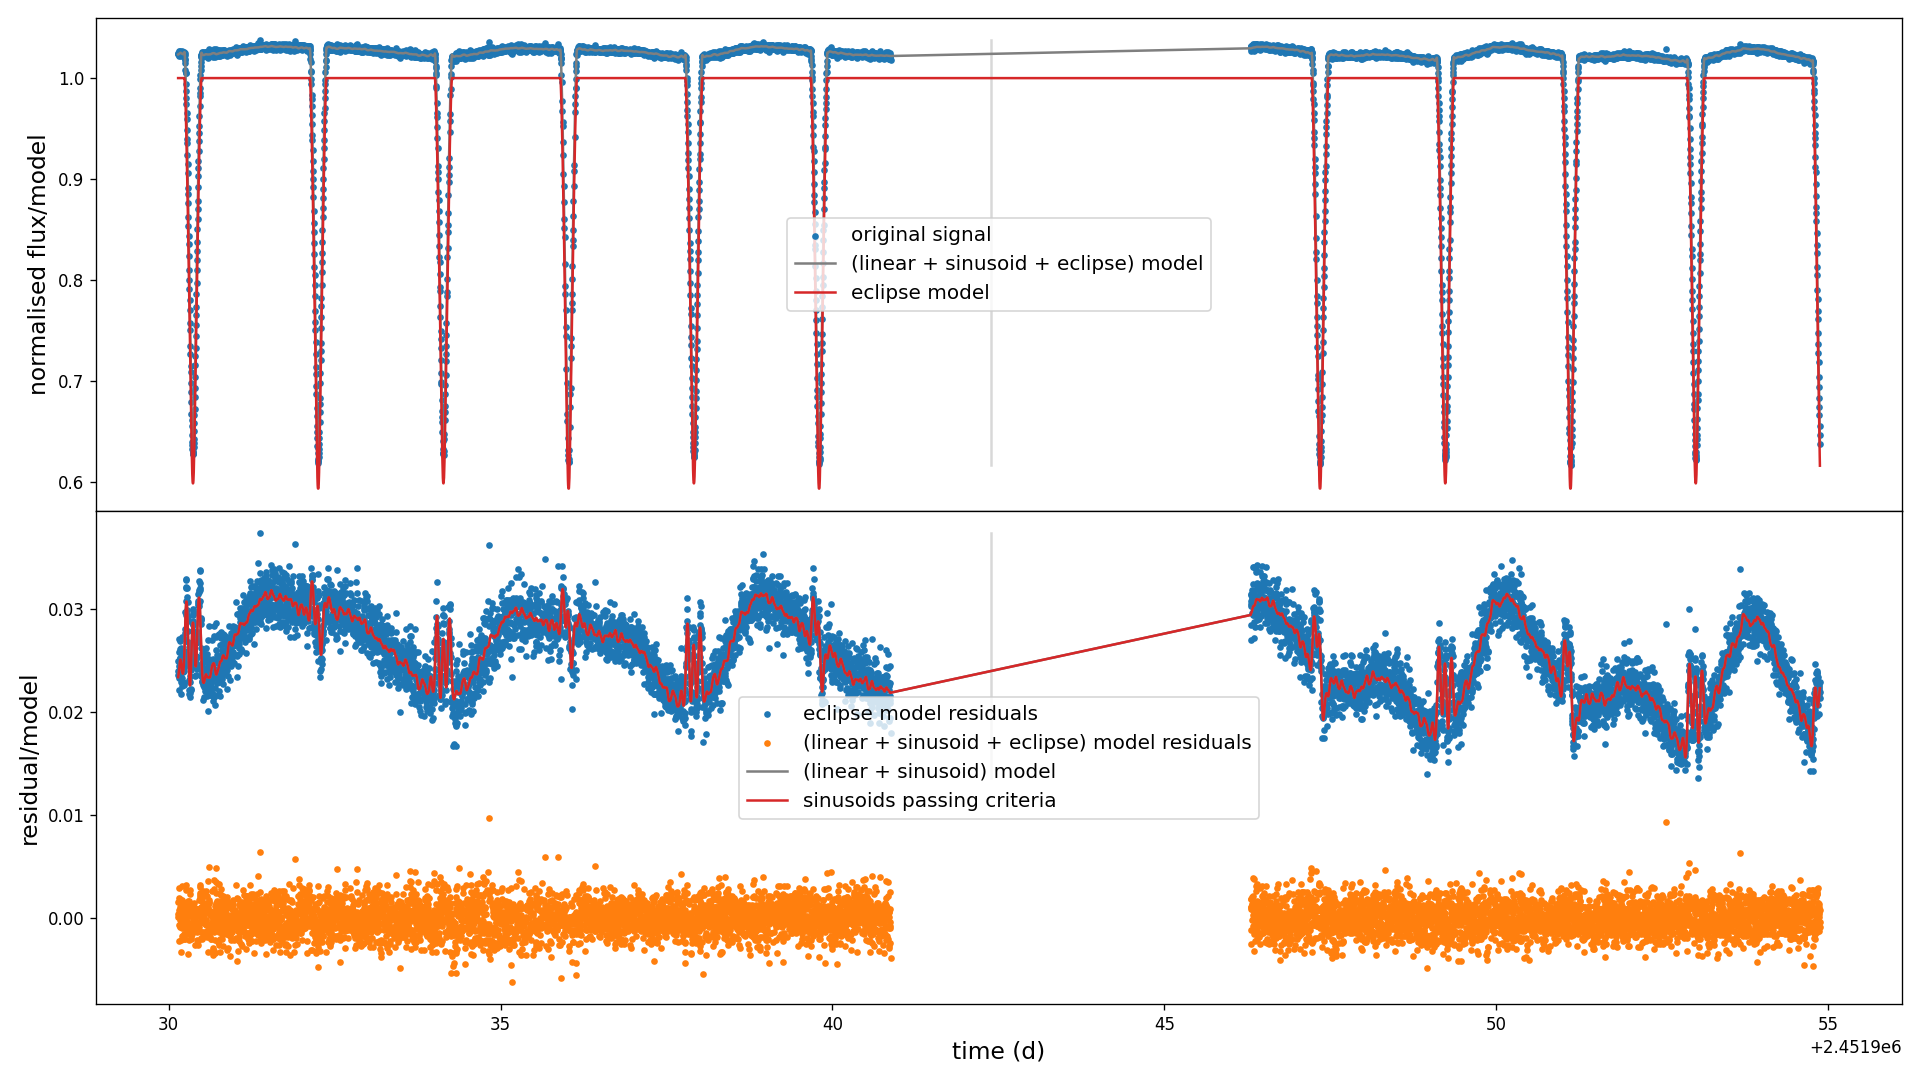 normalised flux/model
1.0
0.9
0.8
0.7
0.6
original signal
(linear + sinusoid + eclipse) model
eclipse model
residual/model
0.03
0.02
0.01
0.00
eclipse model residuals
(linear + sinusoid + eclipse) model residuals
(linear + sinusoid) model
sinusoids passing criteria
30 35 40 45 50 55
time (d)
+2.4519e6